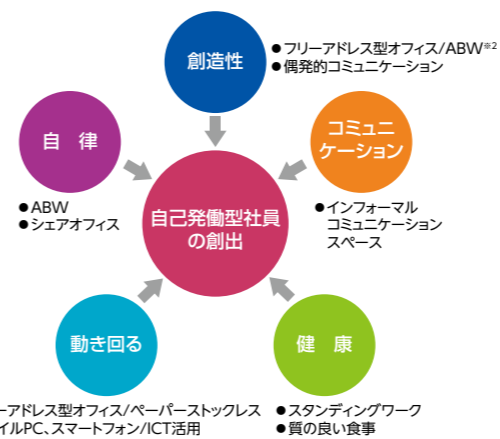 創造性
●フリーアドレス型オフィス/ABW※2
●偶発的コミュニケーション
自 律
●ABW
●シェアオフィス
コミュニ
ケーション
●インフォーマル
コミュニケーション
スペース
自己発働型社員
の創出
動き回る
ーアドレス型オフィス/ペーパーストックレス
イルPC、スマートフォン/ICT活用
健 康
●スタンディングワーク
●質の良い食事